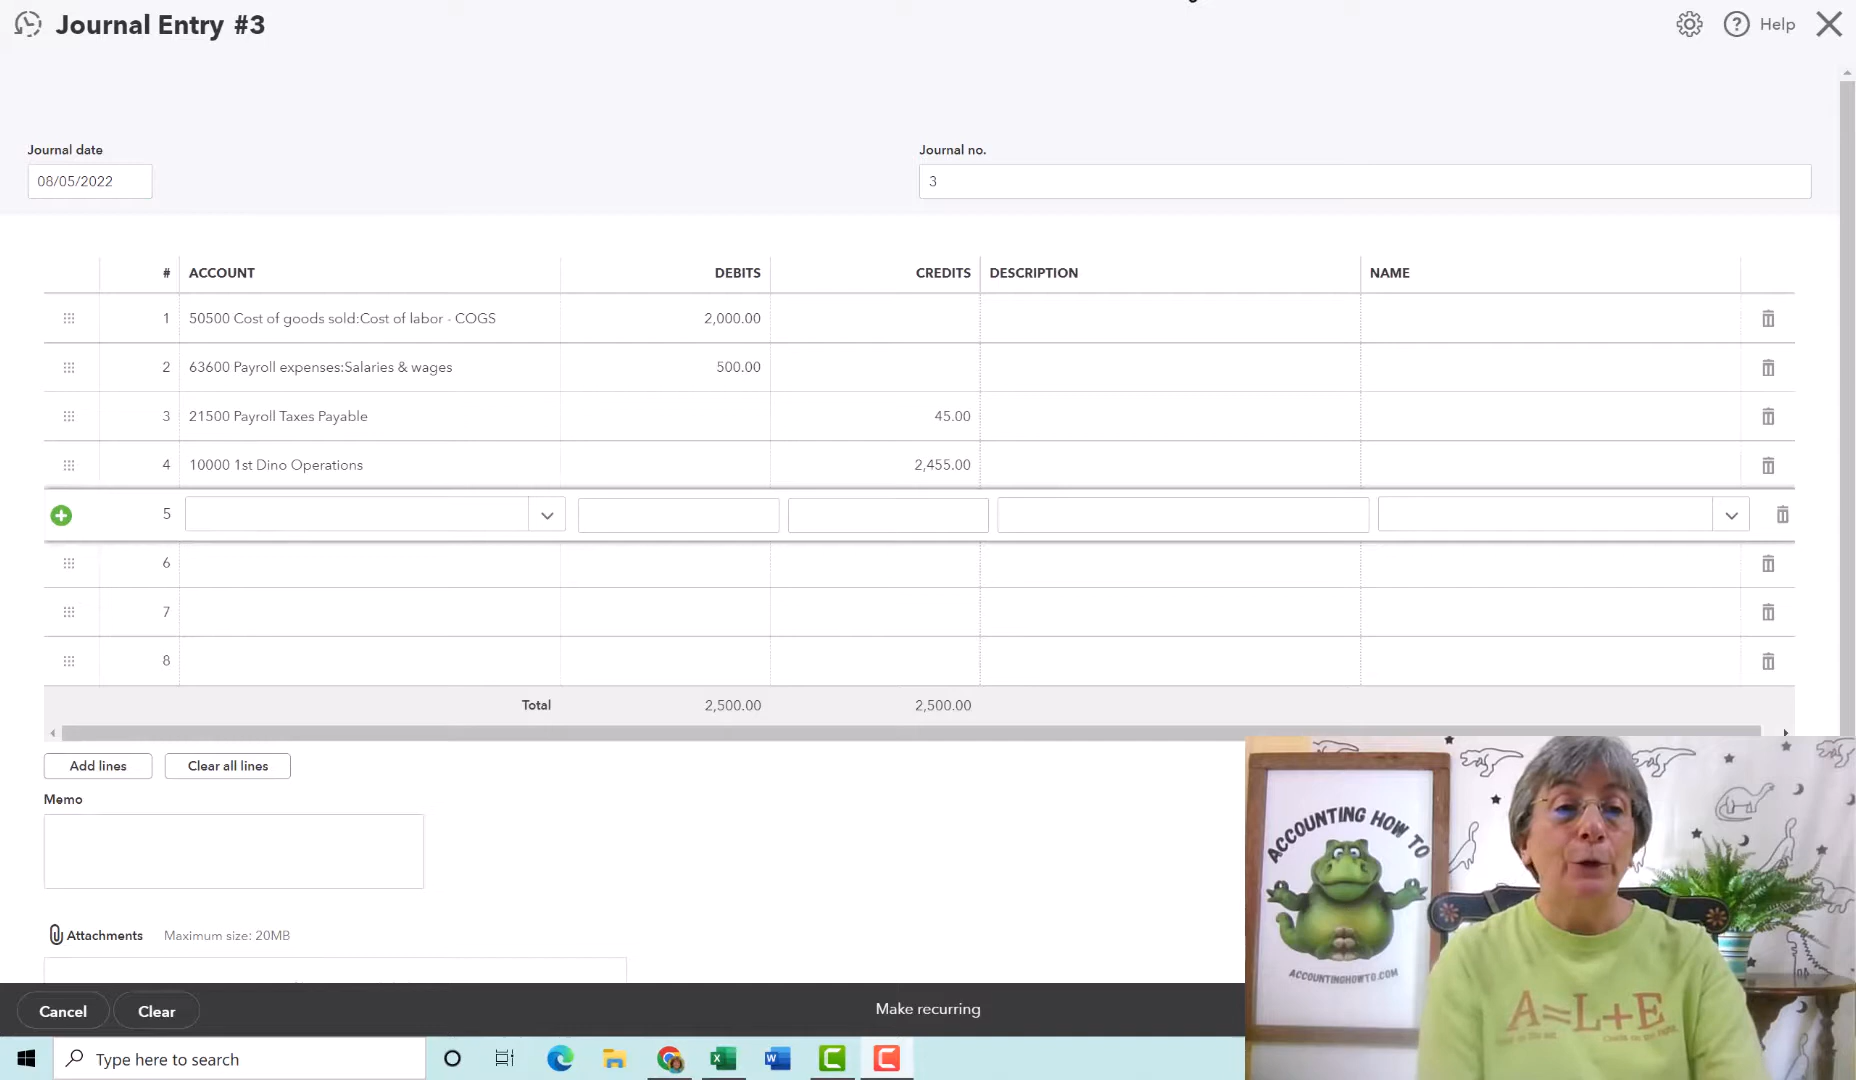 Journal Entry #3
Help
Journal date
Journal no.
08/05/2022
3
# ACCOUNT DEBITS CREDITS DESCRIPTION NAME
1 50500 Cost of goods sold:Cost of labor - COGS 2,000.00
2 63600 Payroll expenses:Salaries & wages 500.00
3 21500 Payroll Taxes Payable 45.00
4 10000 1st Dino Operations 2,455.00
5
6
7
8
Total 2,500.00 2,500.00
Add lines Clear all lines
Memo
Attachments Maximum size: 20MB
ACCOUNTING HOW TO
ACCOUNTINGHOWTO.COM
A=L+E
Cancel Clear Make recurring
Type here to search